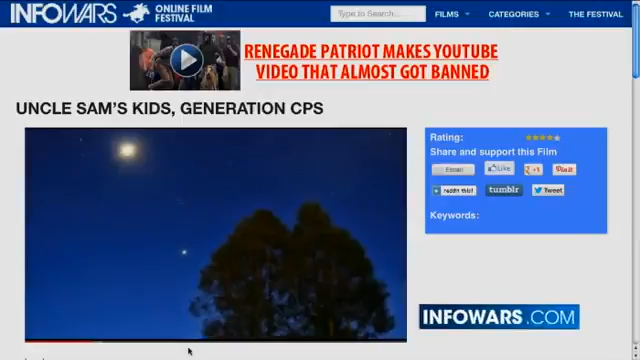 INFOWARS
ONLINE FILM
FESTIVAL
Type to Search...
FILMS
CATEGORIES
THE FESTIVAL
RENEGADE PATRIOT MAKES YOUTUBE
VIDEO THAT ALMOST GOT BANNED
UNCLE SAM'S KIDS, GENERATION CPS
Rating:
Share and support this Film
Email
Like
+1
Pin it
reddit this!
tumblr
Tweet
Keywords:
INFOWARS.COM